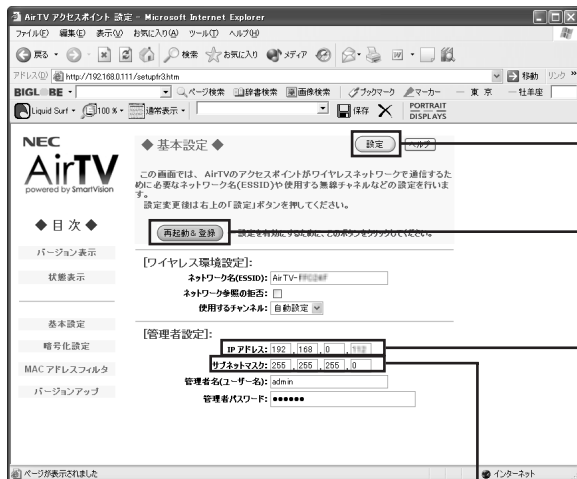 AirTV アクセスポイント 設定 - Microsoft Internet Explorer
ファイル(F) 編集(E) 表示(V) お気に入り(A) ツール(T) ヘルプ(H)
戻る 検索 お気に入り メディア
アドレス(D) http://192.168.0.111/setuptr3.htm 移動 リンク »
BIGLOBE ページ検索 辞書検索 画像検索 ブックマーク マーカー 東 京 牡羊座
Liquid Surf 100 % 通常表示 保存 PORTRAIT DISPLAYS
NEC
AirTV
powered by SmartVision
◆ 目 次 ◆
バージョン表示
状態表示
基本設定
暗号化設定
MAC アドレスフィルタ
バージョンアップ
◆ 基本設定 ◆
設定 ヘルプ
この画面では、 AirTVのアクセスポイントがワイヤレスネットワークで通信するた
めに必要なネットワーク名(ESSID)や使用する無線チャネルなどの設定を行いま
す。
設定変更後は右上の「設定」ボタンを押してください。
再起動&登録 設定を有効にするために、このボタンをクリックしてください。
[ワイヤレス環境設定]:
ネットワーク名(ESSID): AirTV-
ネットワーク参照の拒否:
使用するチャンネル: 自動設定
[管理者設定]:
IP アドレス: 192 . 168 . 0 .
サブネットマスク: 255 . 255 . 255 . 0
管理者名(ユーザー名): admin
管理者パスワード: ●●●●●●
ページが表示されました インターネット